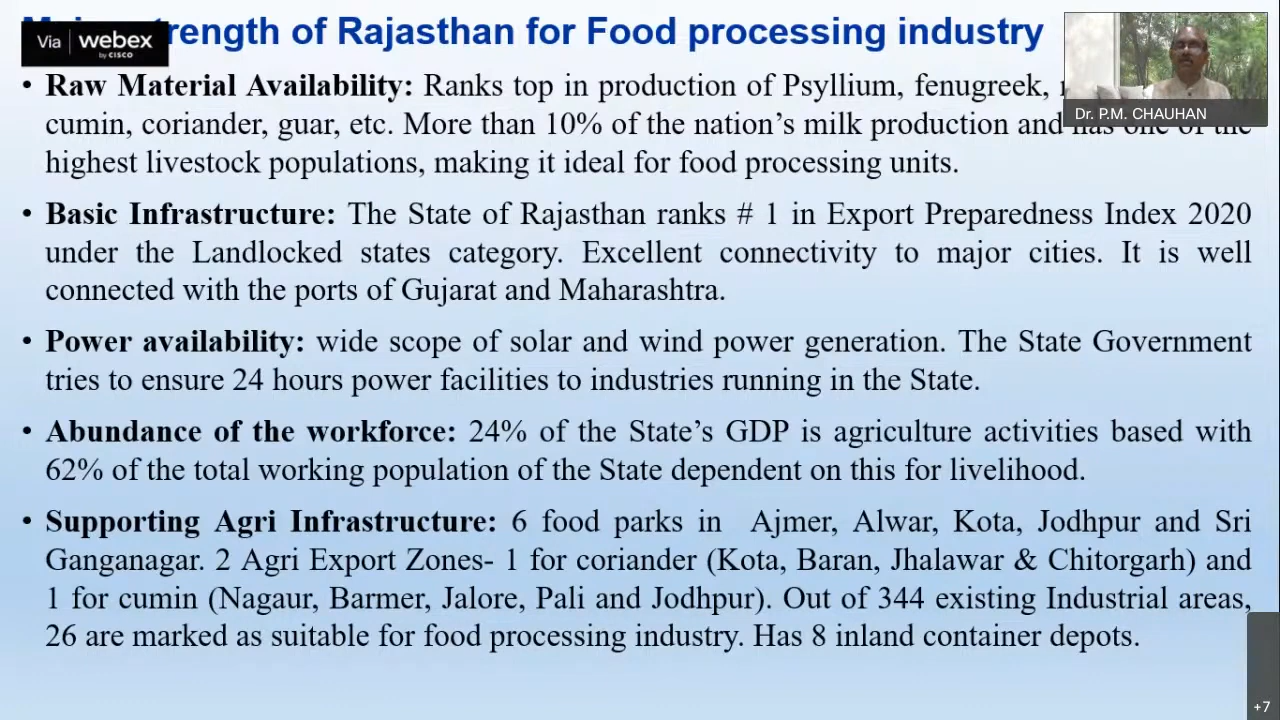 rength of Rajasthan for Food processing industry
Via webex
by CISCO
Dr. P.M. CHAUHAN
• Raw Material Availability: Ranks top in production of Psyllium, fenugreek,
cumin, coriander, guar, etc. More than 10% of the nation’s milk production and has one of the
highest livestock populations, making it ideal for food processing units.
• Basic Infrastructure: The State of Rajasthan ranks # 1 in Export Preparedness Index 2020
under the Landlocked states category. Excellent connectivity to major cities. It is well
connected with the ports of Gujarat and Maharashtra.
• Power availability: wide scope of solar and wind power generation. The State Government
tries to ensure 24 hours power facilities to industries running in the State.
• Abundance of the workforce: 24% of the State’s GDP is agriculture activities based with
62% of the total working population of the State dependent on this for livelihood.
• Supporting Agri Infrastructure: 6 food parks in Ajmer, Alwar, Kota, Jodhpur and Sri
Ganganagar. 2 Agri Export Zones- 1 for coriander (Kota, Baran, Jhalawar & Chitorgarh) and
1 for cumin (Nagaur, Barmer, Jalore, Pali and Jodhpur). Out of 344 existing Industrial areas,
26 are marked as suitable for food processing industry. Has 8 inland container depots.
+7